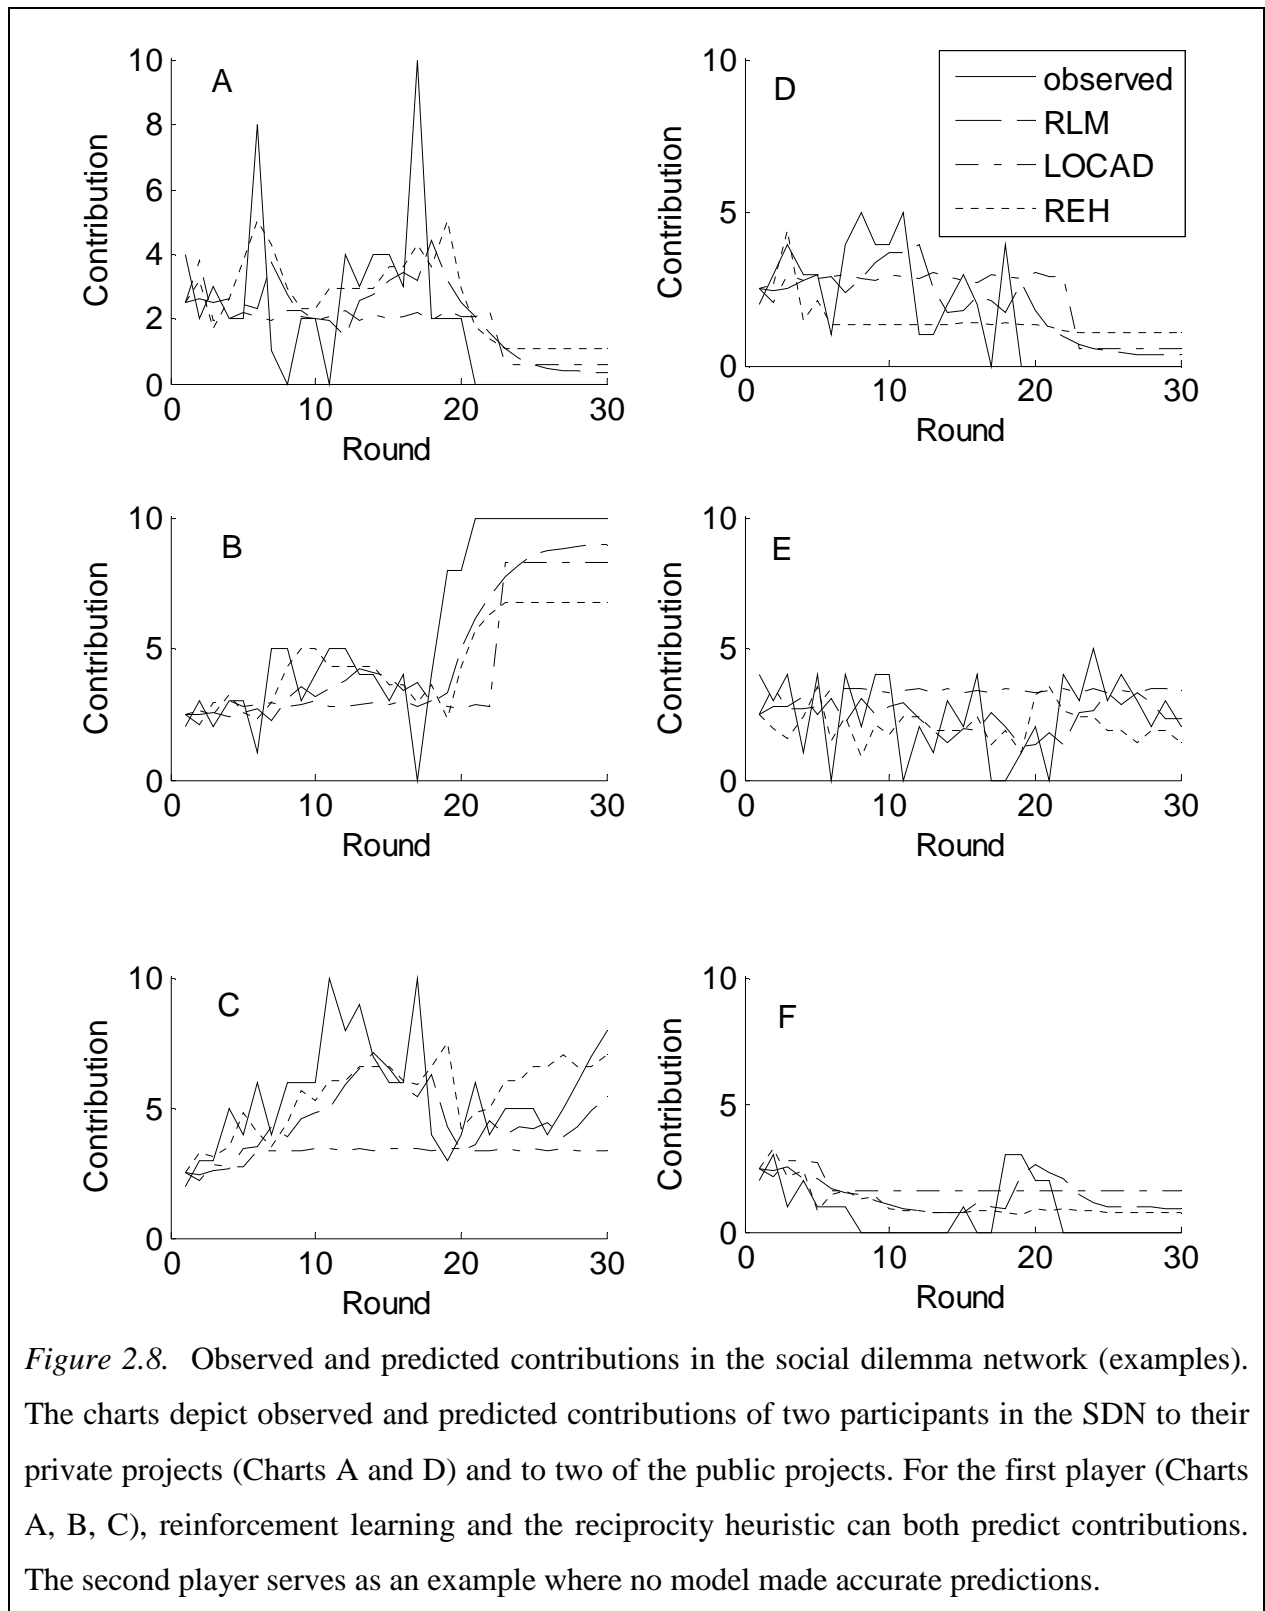 A
10
8
6
4
2
0
Contribution
0 10 20 30
Round
D
10
5
0
Contribution
0 10 20 30
Round
observed
RLM
LOCAD
REH
B
10
5
0
Contribution
0 10 20 30
Round
E
10
5
0
Contribution
0 10 20 30
Round
C
10
5
0
Contribution
0 10 20 30
Round
F
10
5
0
Contribution
0 10 20 30
Round
Figure 2.8. Observed and predicted contributions in the social dilemma network (examples).
The charts depict observed and predicted contributions of two participants in the SDN to their
private projects (Charts A and D) and to two of the public projects. For the first player (Charts
A, B, C), reinforcement learning and the reciprocity heuristic can both predict contributions.
The second player serves as an example where no model made accurate predictions.